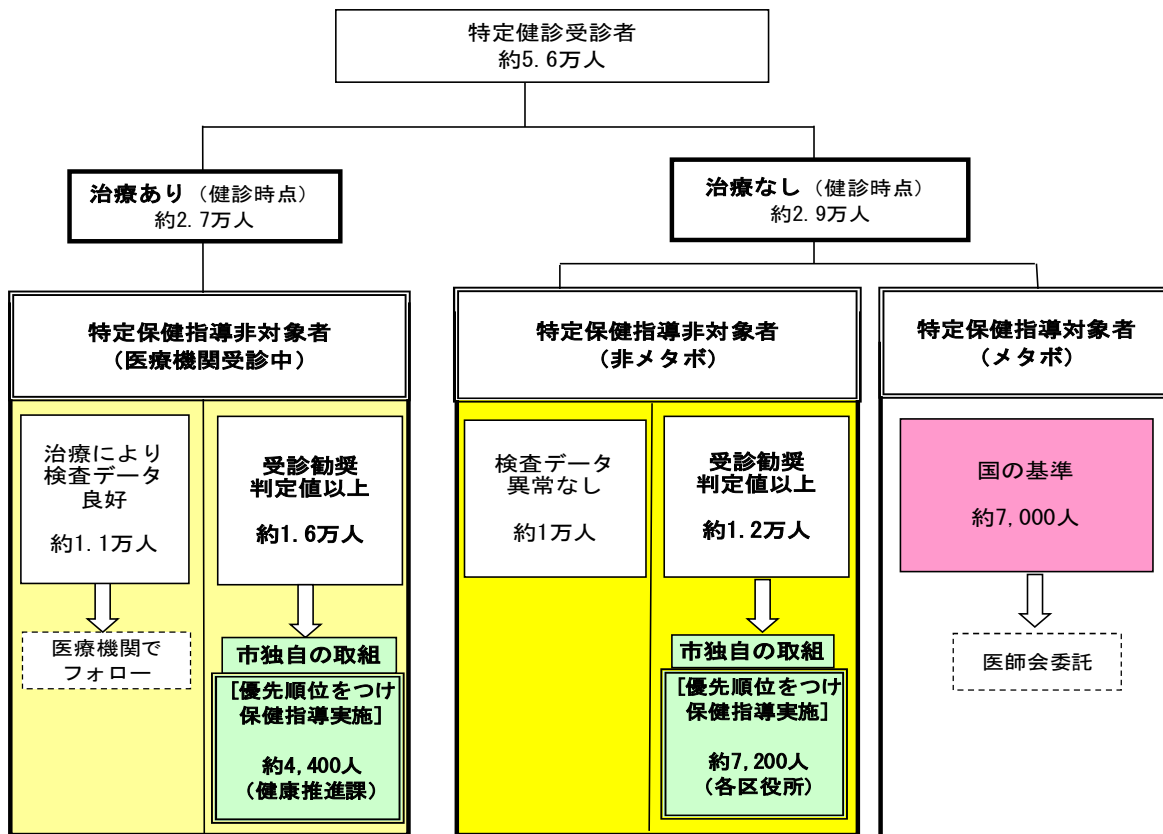 特定健診受診者
約5.6万人
治療あり（健診時点）
約2.7万人
治療なし（健診時点）
約2.9万人
特定保健指導非対象者
（医療機関受診中）
特定保健指導非対象者
（非メタボ）
特定保健指導対象者
（メタボ）
治療により
検査データ
良好
約1.1万人
受診勧奨
判定値以上
約1.6万人
検査データ
異常なし
約1万人
受診勧奨
判定値以上
約1.2万人
国の基準
約7,000人
医療機関で
フォロー
市独自の取組
［優先順位をつけ
保健指導実施］
約4,400人
（健康推進課）
市独自の取組
［優先順位をつけ
保健指導実施］
約7,200人
（各区役所）
医師会委託